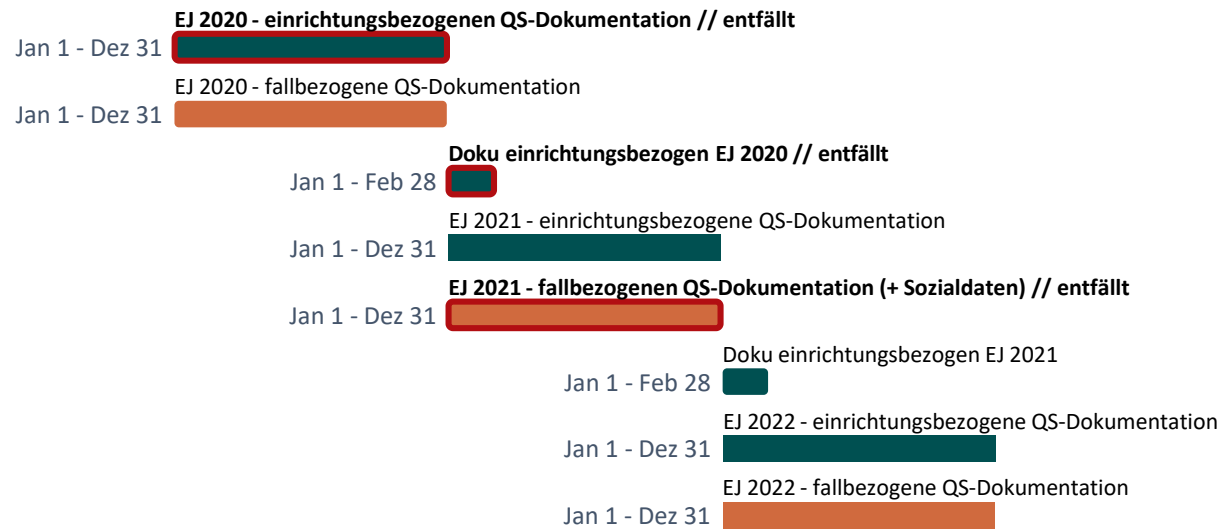 EJ 2020 - einrichtungsbezogenen QS-Dokumentation // entfällt
Jan 1 - Dez 31
EJ 2020 - fallbezogene QS-Dokumentation
Jan 1 - Dez 31
Doku einrichtungsbezogen EJ 2020 // entfällt
Jan 1 - Feb 28
EJ 2021 - einrichtungsbezogene QS-Dokumentation
Jan 1 - Dez 31
EJ 2021 - fallbezogenen QS-Dokumentation (+ Sozialdaten) // entfällt
Jan 1 - Dez 31
Doku einrichtungsbezogen EJ 2021
Jan 1 - Feb 28
EJ 2022 - einrichtungsbezogene QS-Dokumentation
Jan 1 - Dez 31
EJ 2022 - fallbezogene QS-Dokumentation
Jan 1 - Dez 31